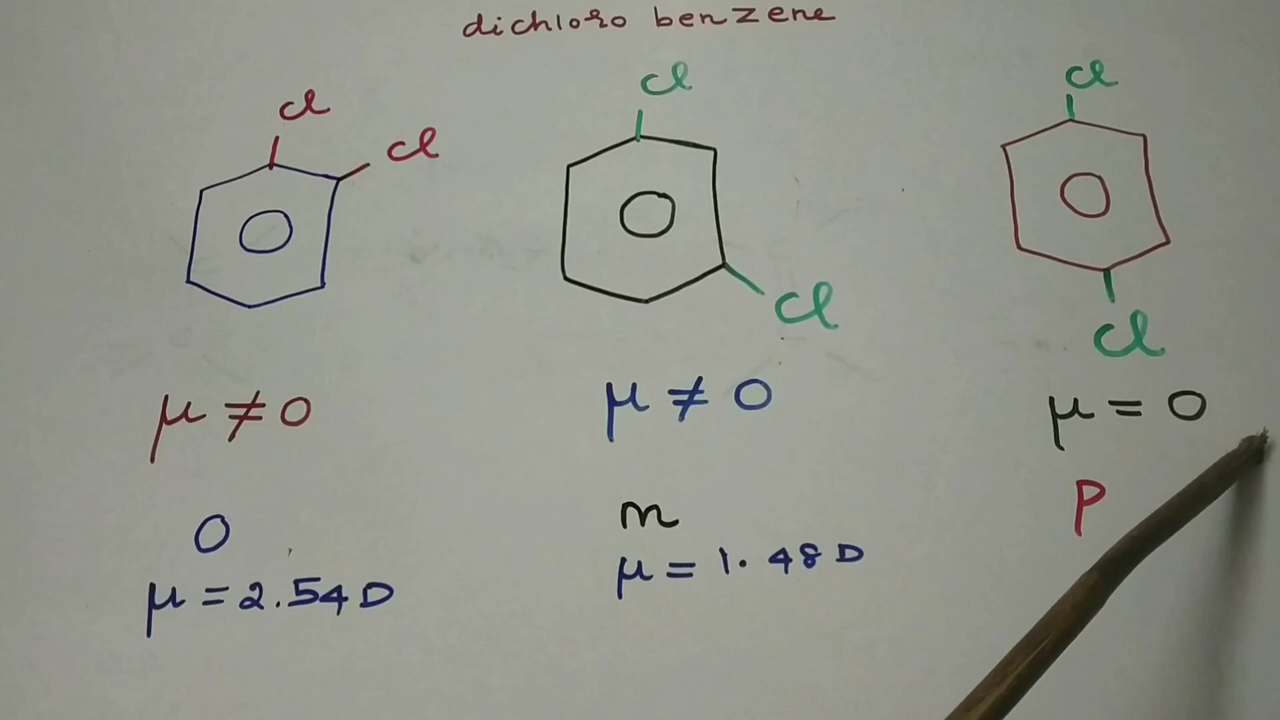 dichloro benzene
cl
cl
cl
cl
cl
cl
μ ≠ 0
μ ≠ 0
μ = 0
O
m
P
μ = 2.54 D
μ = 1.48 D